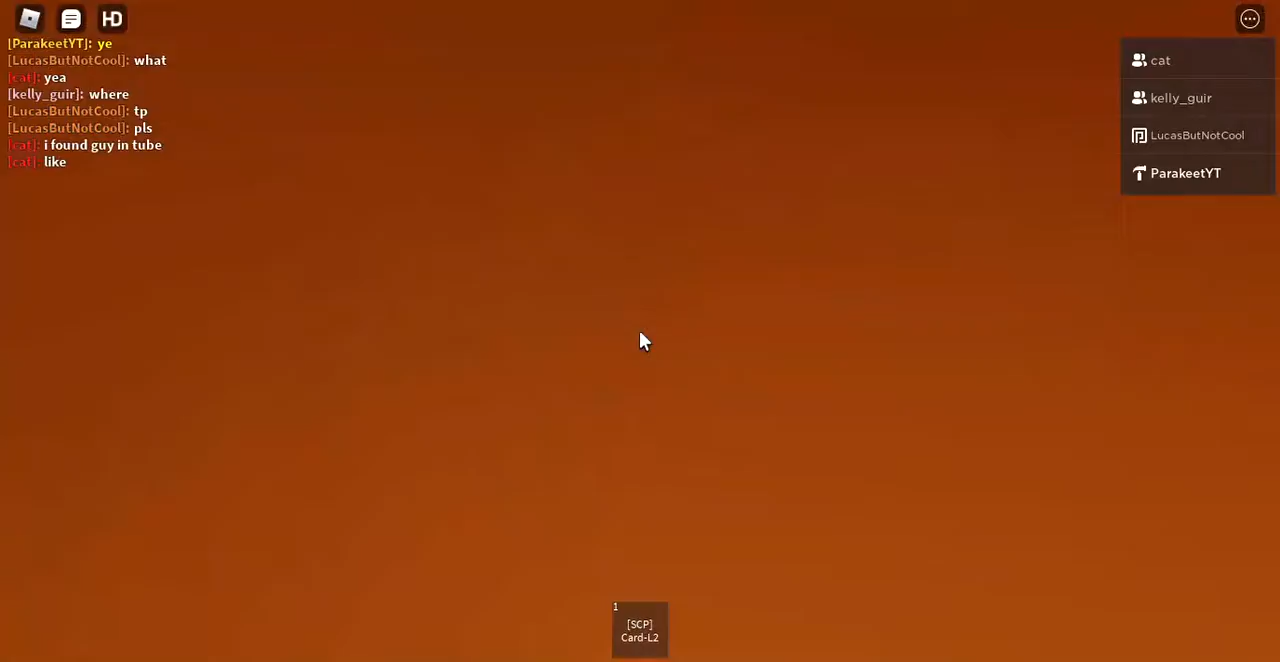 HD
[ParakeetYT]: ye
[LucasButNotCool]: what
[cat]: yea
[kelly_guir]: where
[LucasButNotCool]: tp
[LucasButNotCool]: pls
[cat]: i found guy in tube
[cat]: like
cat
kelly_guir
LucasButNotCool
ParakeetYT
1
[SCP]
Card-L2